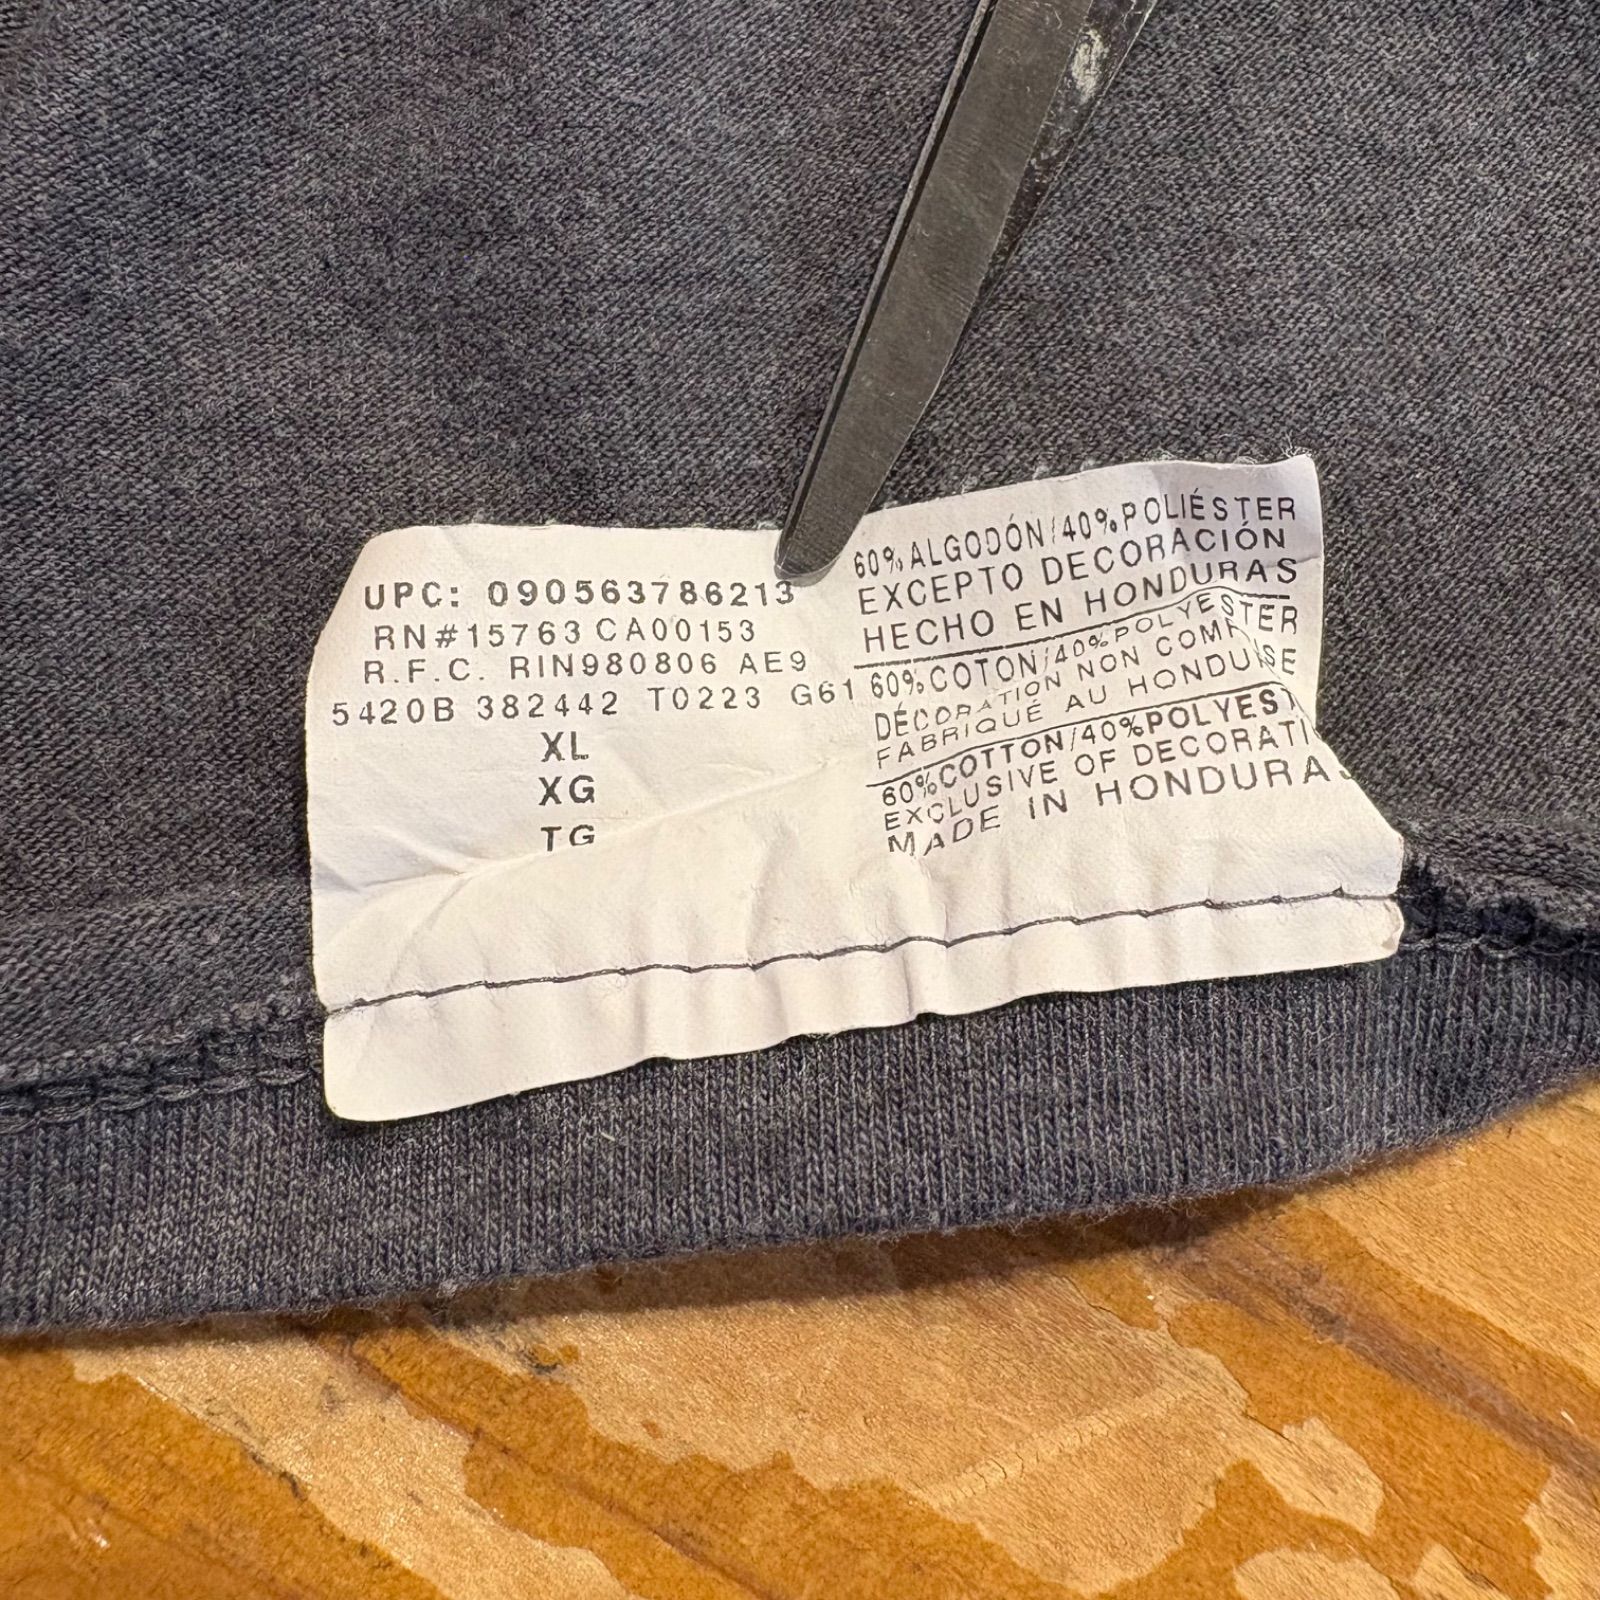 UPC: 090563786213
RN#15763 CA00153
R.F.C. RIN980806 AE9
5420B 382442 T0223 G61
XL
XG
TG
60% ALGODÓN/40% POLIÉSTER
EXCEPTO DECORACIÓN
HECHO EN HONDURAS
60% COTON/40% POLYESTER
DÉCORATION NON COMPRISE
FABRIQUÉ AU HONDURAS
60% COTTON/40% POLYEST
EXCLUSIVE OF DECORATI
MADE IN HONDURAS